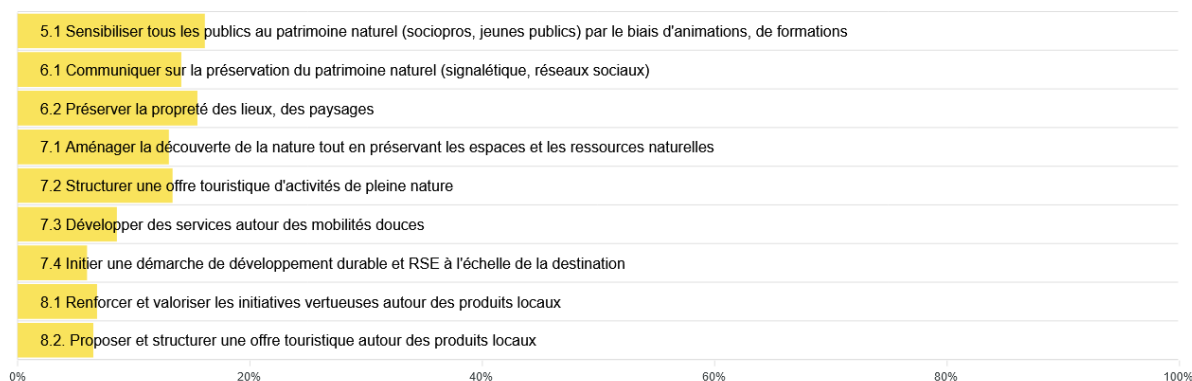 5.1 Sensibiliser tous les publics au patrimoine naturel (sociopros, jeunes publics) par le biais d'animations, de formations
6.1 Communiquer sur la préservation du patrimoine naturel (signalétique, réseaux sociaux)
6.2 Préserver la propreté des lieux, des paysages
7.1 Aménager la découverte de la nature tout en préservant les espaces et les ressources naturelles
7.2 Structurer une offre touristique d'activités de pleine nature
7.3 Développer des services autour des mobilités douces
7.4 Initier une démarche de développement durable et RSE à l'échelle de la destination
8.1 Renforcer et valoriser les initiatives vertueuses autour des produits locaux
8.2. Proposer et structurer une offre touristique autour des produits locaux
0% 20% 40% 60% 80% 100%